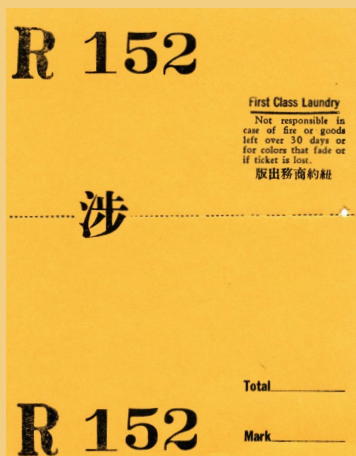 R 152
First Class Laundry
Not responsible in
case of fire or goods
left over 30 days or
for colors that fade or
if ticket is lost.
版出務商約紐
涉
Total
Mark
R 152